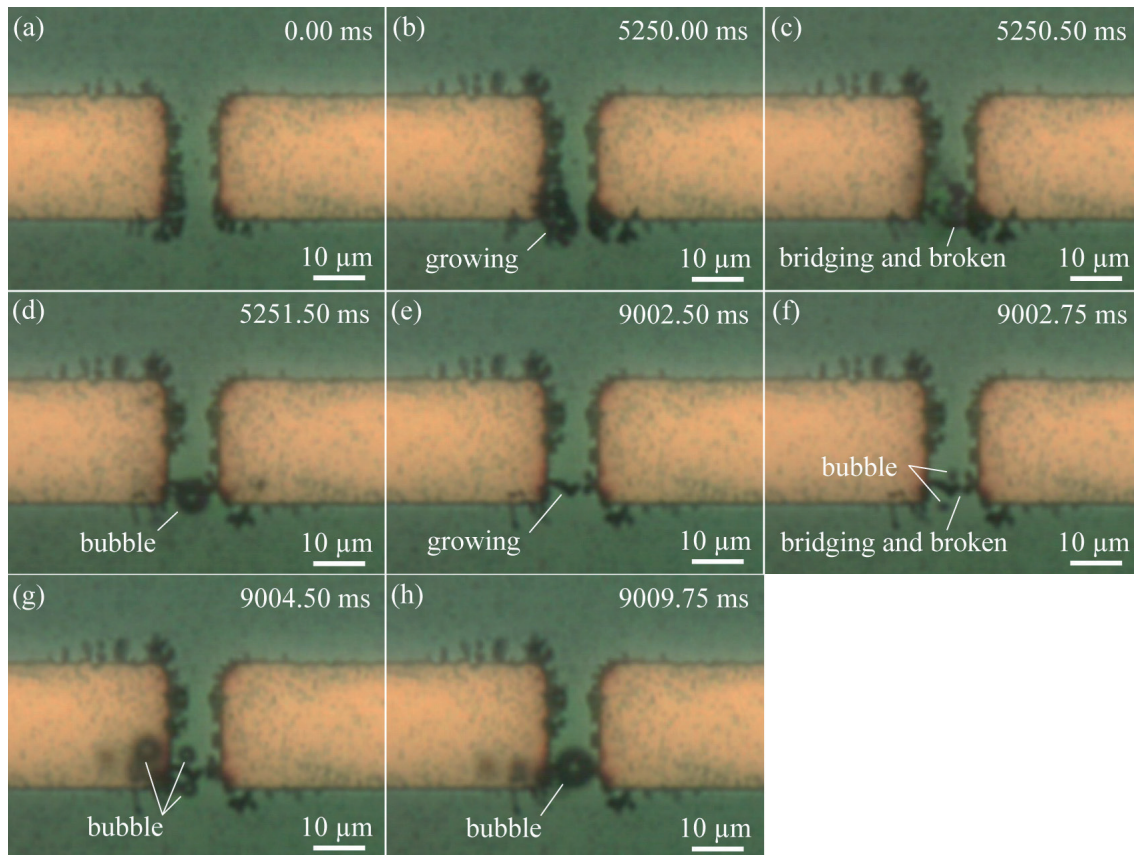 (a) 0.00 ms
10 µm
(b) 5250.00 ms
growing
10 µm
(c) 5250.50 ms
bridging and broken
10 µm
(d) 5251.50 ms
bubble
10 µm
(e) 9002.50 ms
growing
10 µm
(f) 9002.75 ms
bubble
bridging and broken
10 µm
(g) 9004.50 ms
bubble
10 µm
(h) 9009.75 ms
bubble
10 µm